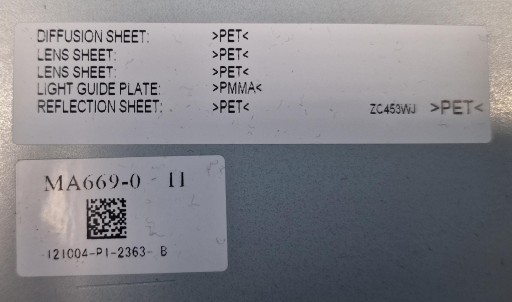 DIFFUSION SHEET: >PET<
LENS SHEET: >PET<
LENS SHEET: >PET<
LIGHT GUIDE PLATE: >PMMA<
REFLECTION SHEET: >PET< ZC453WJ >PET<
MA669-0 11
121004-P1-2363- B